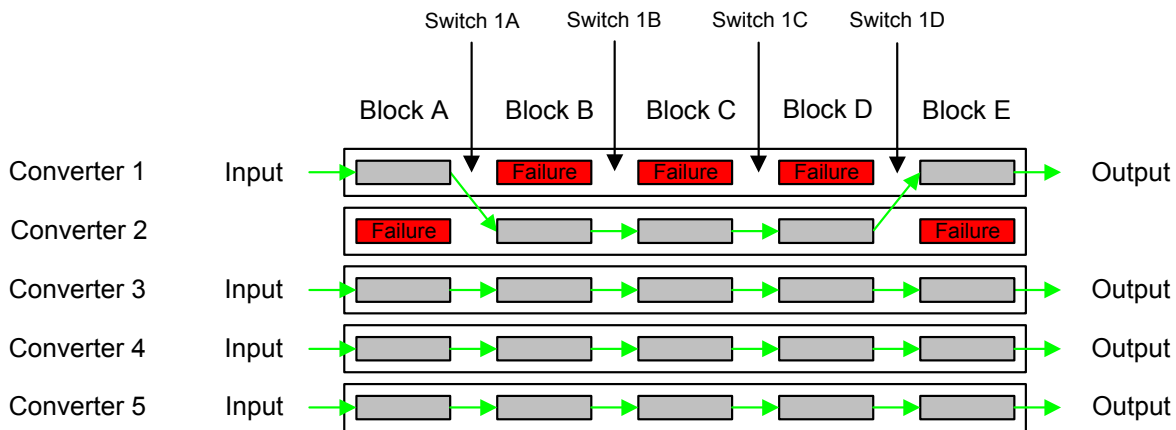 Switch 1A Switch 1B Switch 1C Switch 1D
Block A Block B Block C Block D Block E
Converter 1 Input Failure Failure Failure Output
Converter 2 Failure Failure
Converter 3 Input Output
Converter 4 Input Output
Converter 5 Input Output